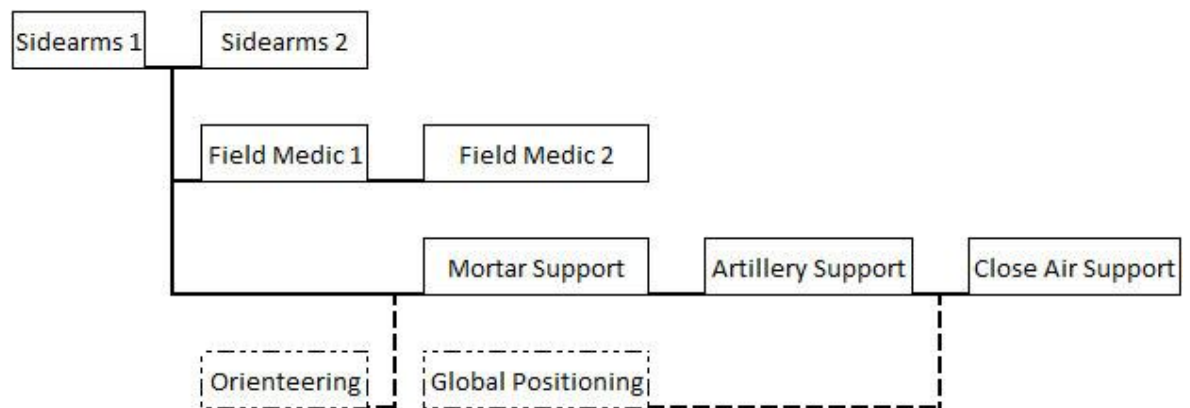 Sidearms 1
Sidearms 2
Field Medic 1
Field Medic 2
Mortar Support
Artillery Support
Close Air Support
Orienteering
Global Positioning